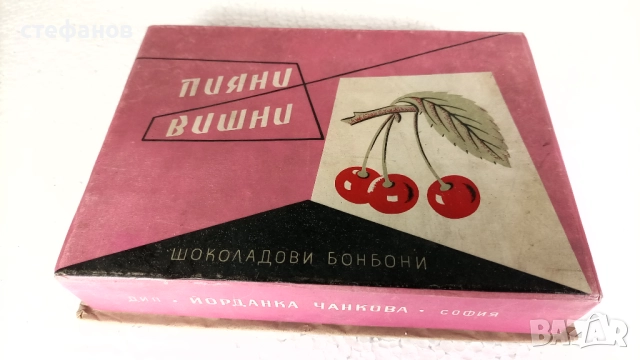 стефанов
ПИЯНИ
ВИШНИ
ШОКОЛАДОВИ БОНБОНИ
ДИП • ЙОРДАНКА ЧАНКОВА • СОФИЯ
BAZAR